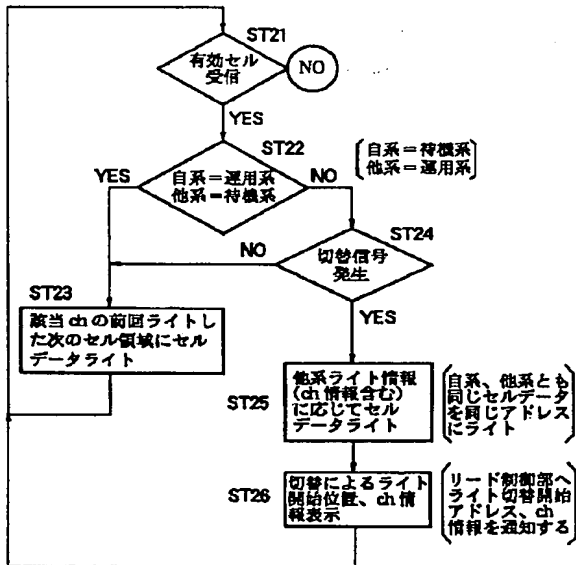 ST21
有効セル
受信
NO
YES
ST22
自系＝運用系
他系＝待機系
YES
NO
(自系＝待機系
他系＝運用系)
ST24
切替信号
発生
NO
YES
ST23
該当chの前回ライトし
た次のセル領域にセル
データライト
ST25
他系ライト情報
(ch情報含む)
に応じてセル
データライト
(自系、他系とも
同じセルデータ
を同じアドレス
にライト)
ST26
切替によるライト
開始位置、ch情
報表示
(リード制御部へ
ライト切替開始
アドレス、ch
情報を通知する)